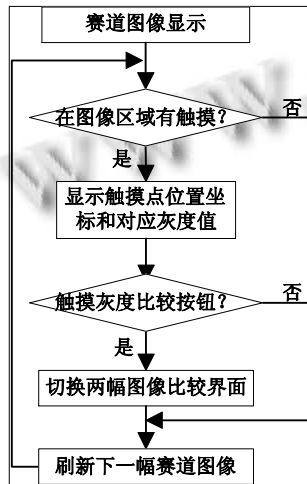 赛道图像显示
在图像区域有触摸？
否
是
显示触摸点位置坐
标和对应灰度值
触摸灰度比较按钮？
否
是
切换两幅图像比较界面
刷新下一幅赛道图像